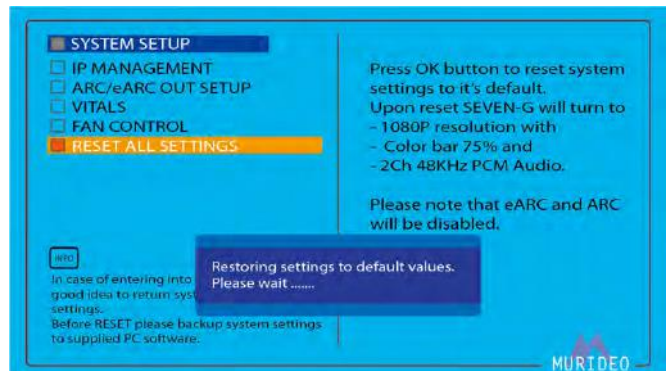 SYSTEM SETUP
IP MANAGEMENT
ARC/eARC OUT SETUP
VITALS
FAN CONTROL
RESET ALL SETTINGS
Press OK button to reset system
settings to it's default.
Upon reset SEVEN-G will turn to
- 1080P resolution with
- Color bar 75% and
- 2Ch 48KHz PCM Audio.
Please note that eARC and ARC
will be disabled.
INFO
In case of entering into
good idea to return syst
settings.
Before RESET please backup system settings
to supplied PC software.
Restoring settings to default values.
Please wait .......
MURIDEO